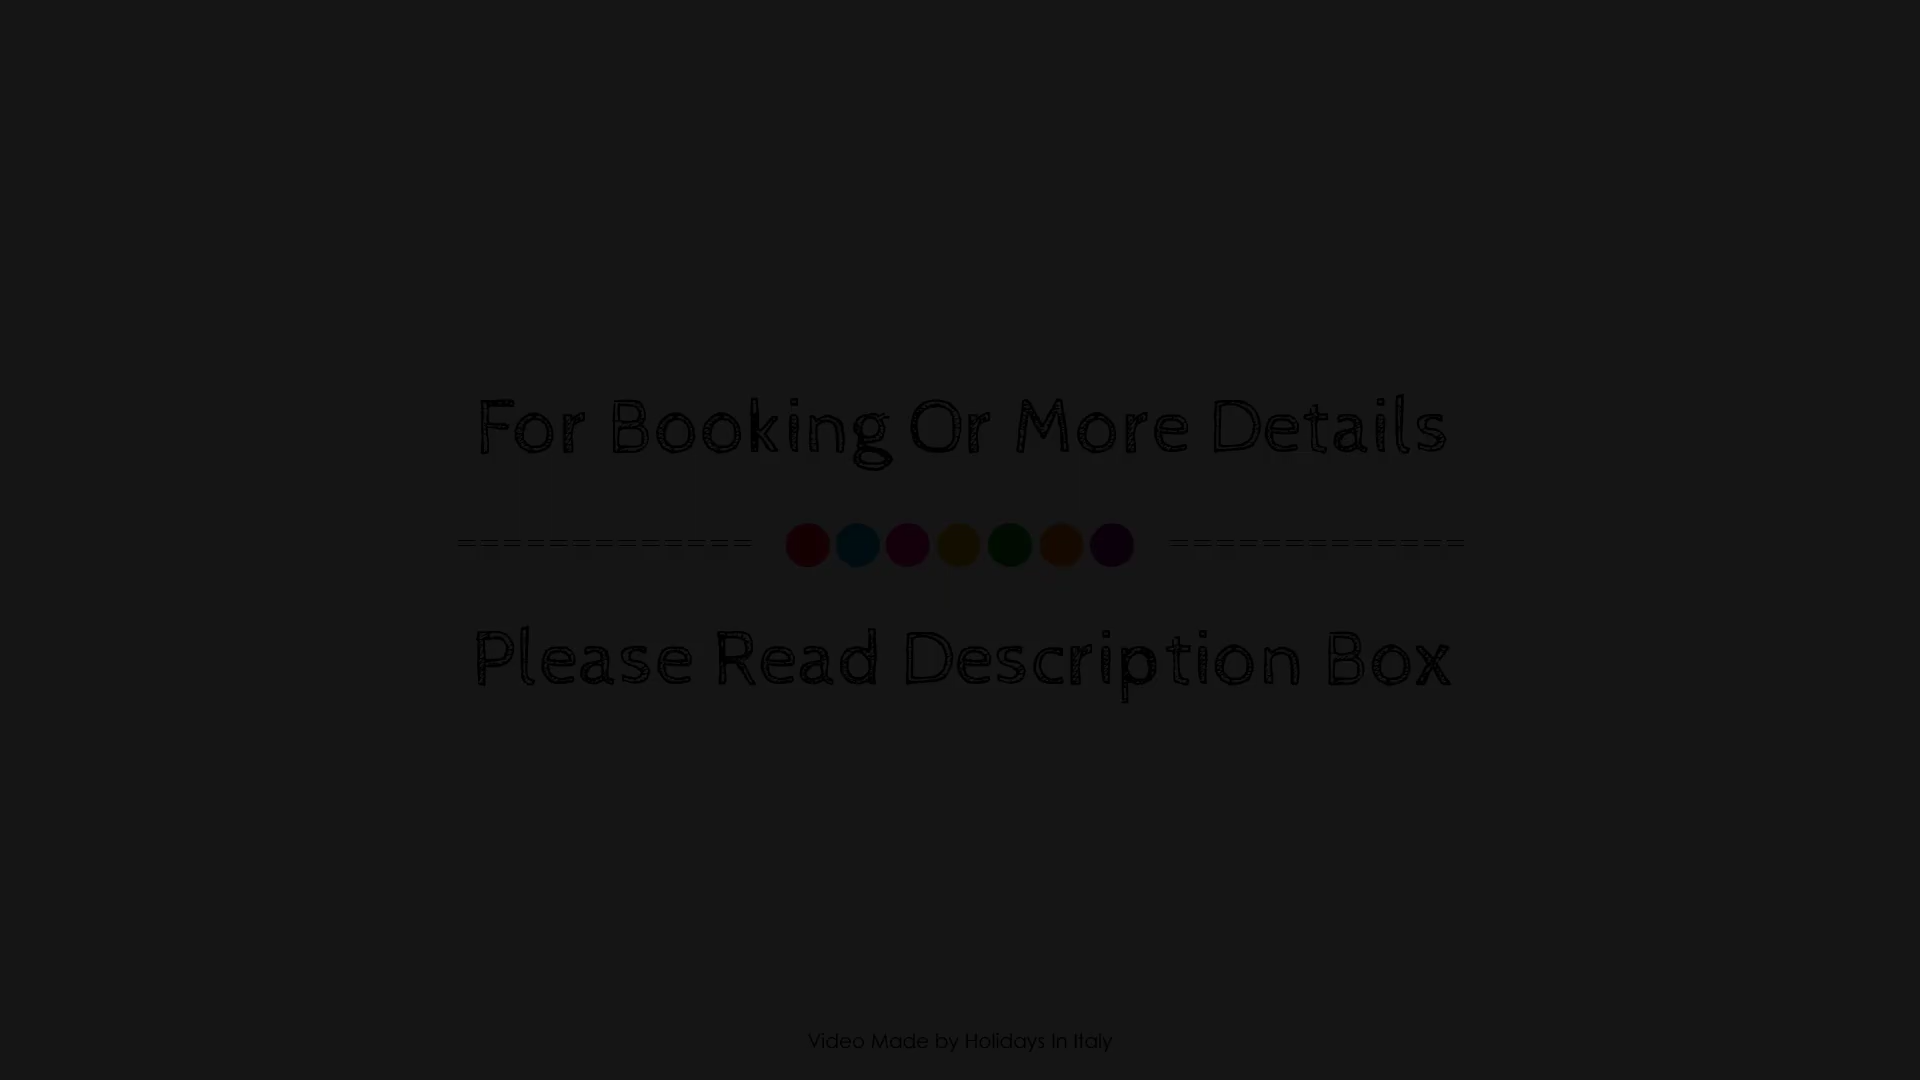 For Booking Or More Details
============= =============
Please Read Description Box
Video Made by Holidays In Italy